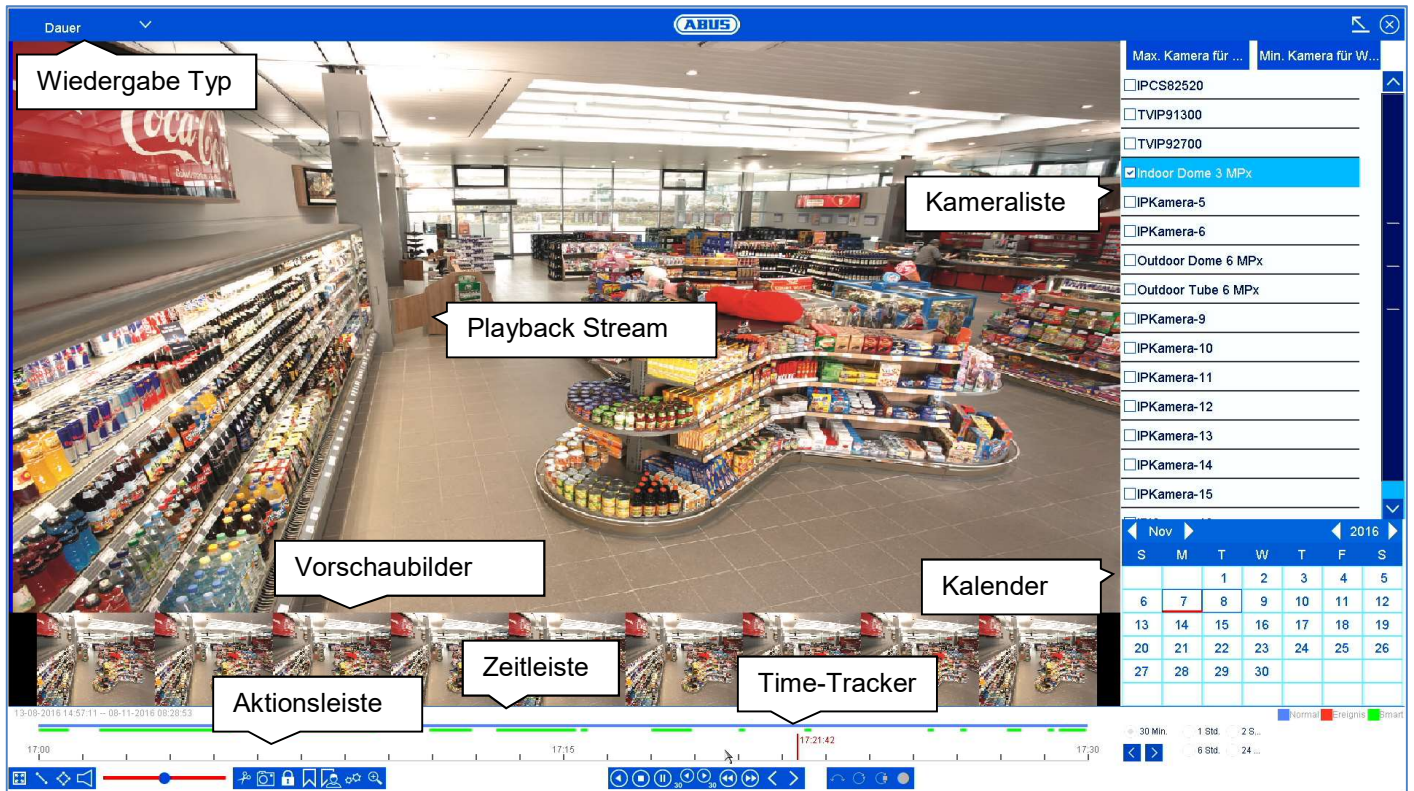 Dauer
ABUS
Wiedergabe Typ
Coca-Cola
Max. Kamera für ...
Min. Kamera für W...
IPCS82520
TVIP91300
TVIP92700
Indoor Dome 3 MPx
Kameraliste
IPKamera-5
IPKamera-6
Outdoor Dome 6 MPx
Outdoor Tube 6 MPx
Playback Stream
IPKamera-9
IPKamera-10
IPKamera-11
IPKamera-12
IPKamera-13
IPKamera-14
IPKamera-15
Nov 2016
S M T W T F S
1 2 3 4 5
6 7 8 9 10 11 12
13 14 15 16 17 18 19
20 21 22 23 24 25 26
27 28 29 30
Vorschaubilder
Kalender
Zeitleiste
Time-Tracker
Aktionsleiste
13-08-2016 14:57:11 -- 08-11-2016 08:28:53
Normal Ereignis Smart
17:21:42
17:00 17:15 17:30
30 Min. 1 Std. 2 S...
6 Std. 24 ...
30 30